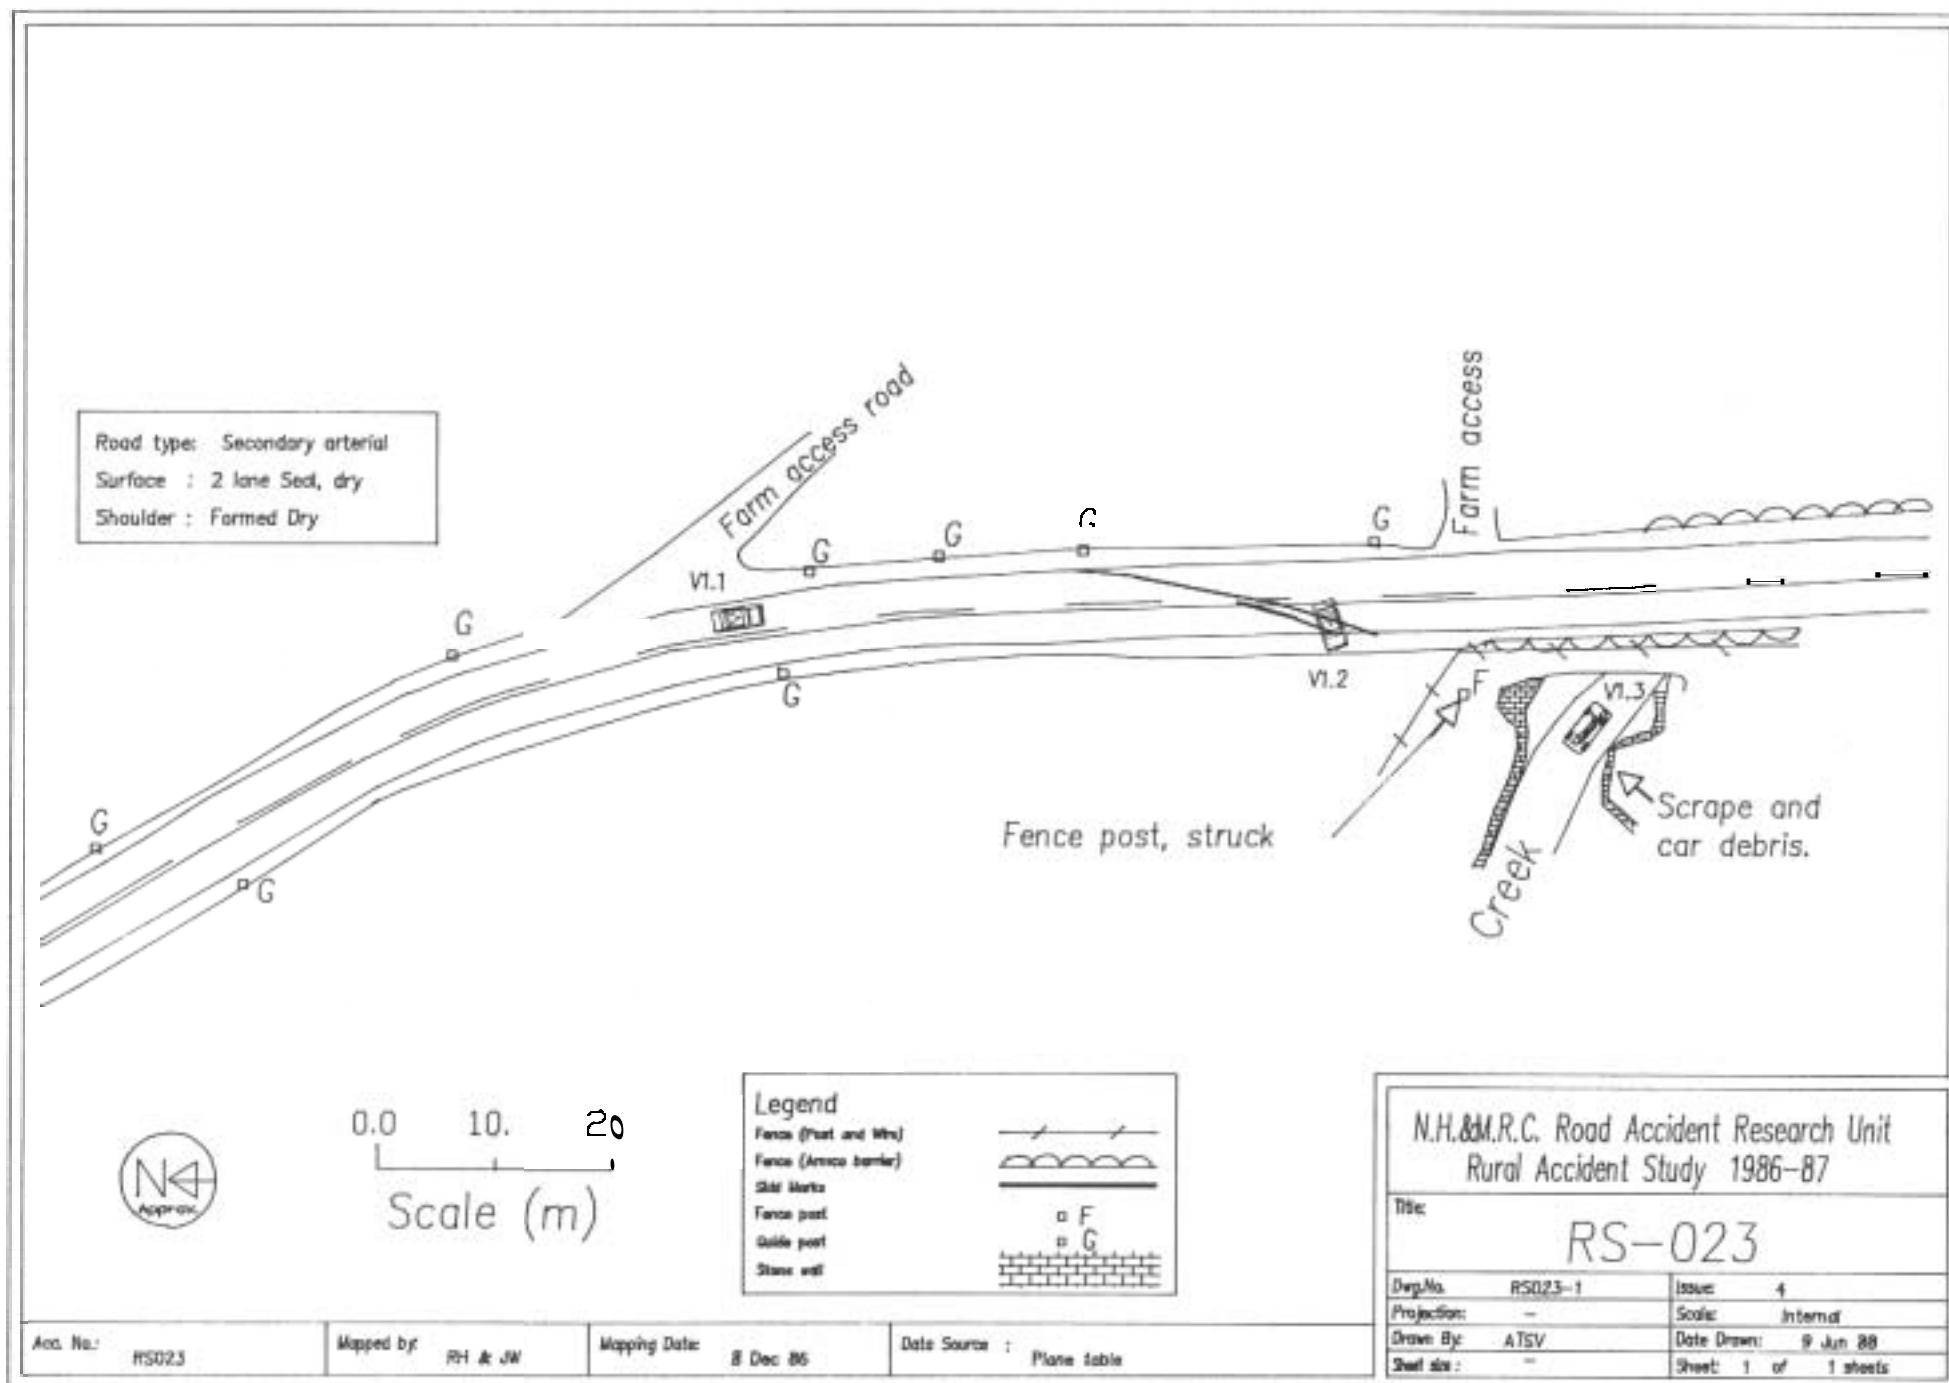 Farm access road
Farm access
Road type: Secondary arterial
Surface : 2 lane Seal, dry
Shoulder : Formed Dry
G
G
G
G
G
G
G
G
V1.1
V1.2
V1.3
F
Fence post, struck
Scrape and
car debris.
Creek
N
Approx.
0.0 10. 20
Scale (m)
Legend
Fence (Post and Wire)
Fence (Armco barrier)
Skid Marks
Fence post F
Guide post G
Stone wall
N.H.&M.R.C. Road Accident Research Unit
Rural Accident Study 1986-87
Title:
RS-023
Dwg.No. RS023-1 Issue: 4
Projection: - Scale: Internal
Drawn By: ATSV Date Drawn: 9 Jun 88
Sheet size : - Sheet: 1 of 1 sheets
Acc. No.: RS023
Mapped by: RH & JW
Mapping Date: 8 Dec 86
Data Source : Plane table